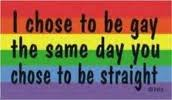 I chose to be gay
the same day you
chose to be straight